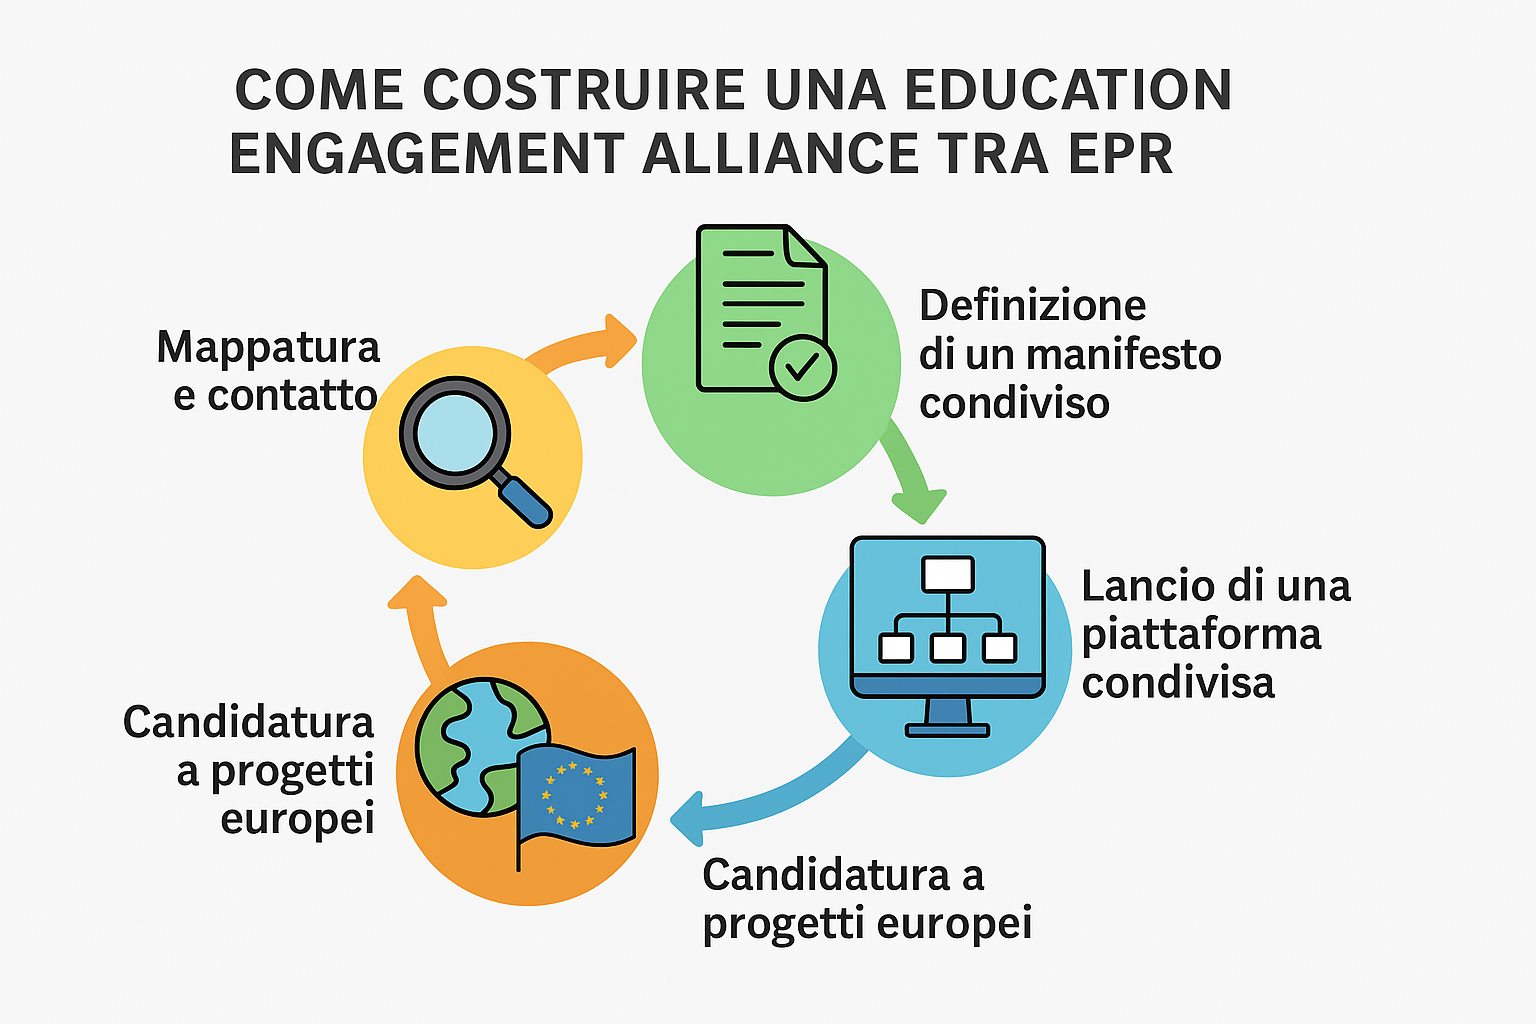 COME COSTRUIRE UNA EDUCATION
ENGAGEMENT ALLIANCE TRA EPR
Mappatura
e contatto
Definizione
di un manifesto
condiviso
Lancio di una
piattaforma
condivisa
Candidatura
a progetti
europei
Candidatura a
progetti europei